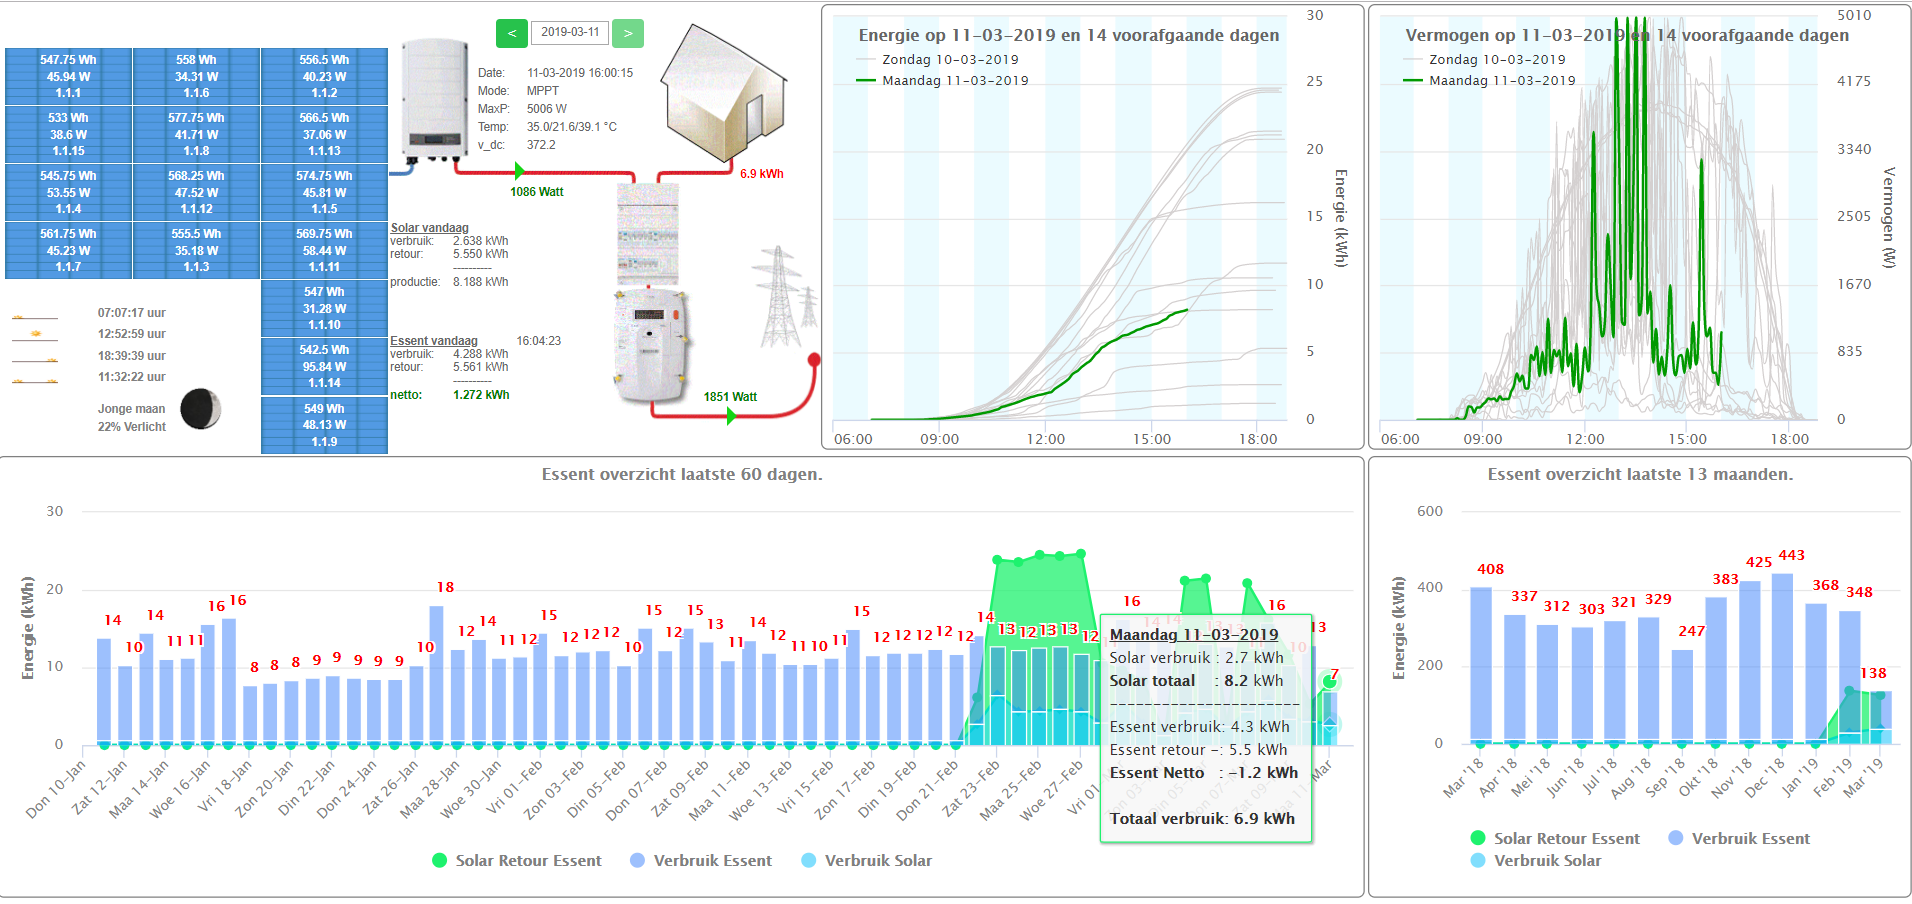 547.75 Wh
45.94 W
1.1.1
558 Wh
34.31 W
1.1.6
556.5 Wh
40.23 W
1.1.2
533 Wh
38.6 W
1.1.15
577.75 Wh
41.71 W
1.1.8
566.5 Wh
37.06 W
1.1.13
545.75 Wh
53.55 W
1.1.4
568.25 Wh
47.52 W
1.1.12
574.75 Wh
45.81 W
1.1.5
561.75 Wh
45.23 W
1.1.7
555.5 Wh
35.18 W
1.1.3
569.75 Wh
58.44 W
1.1.11
547 Wh
31.28 W
1.1.10
542.5 Wh
95.84 W
1.1.14
549 Wh
48.13 W
1.1.9
07:07:17 uur
12:52:59 uur
18:39:39 uur
11:32:22 uur
Jonge maan
22% Verlicht
< 2019-03-11 >
Date: 11-03-2019 16:00:15
Mode: MPPT
MaxP: 5006 W
Temp: 35.0/21.6/39.1 °C
v_dc: 372.2
1086 Watt
6.9 kWh
Solar vandaag
verbruik: 2.638 kWh
retour: 5.550 kWh
----------
productie: 8.188 kWh
Essent vandaag 16:04:23
verbruik: 4.288 kWh
retour: 5.561 kWh
----------
netto: 1.272 kWh
1851 Watt
Energie op 11-03-2019 en 14 voorafgaande dagen
Zondag 10-03-2019
Maandag 11-03-2019
30
25
20
15
10
5
0
Energie (kWh)
06:00 09:00 12:00 15:00 18:00
Vermogen op 11-03-2019 en 14 voorafgaande dagen
Zondag 10-03-2019
Maandag 11-03-2019
5010
4175
3340
2505
1670
835
0
Vermogen (W)
06:00 09:00 12:00 15:00 18:00
Essent overzicht laatste 60 dagen.
Energie (kWh)
30
20
10
0
14 10 14 11 11 16 16 8 8 8 9 9 9 9 9 10 18 12 14 11 12 15 12 12 12 10 15 12 15 13 11 14 12 10 10 11 15 12 12 12 12 12 14 13 12 13 13 12 16 14 14 16 10 13 7
Don 10-Jan
Zat 12-Jan
Maa 14-Jan
Woe 16-Jan
Vri 18-Jan
Zon 20-Jan
Din 22-Jan
Don 24-Jan
Zat 26-Jan
Maa 28-Jan
Woe 30-Jan
Vri 01-Feb
Zon 03-Feb
Din 05-Feb
Don 07-Feb
Zat 09-Feb
Maa 11-Feb
Woe 13-Feb
Vri 15-Feb
Zon 17-Feb
Din 19-Feb
Don 21-Feb
Zat 23-Feb
Maa 25-Feb
Woe 27-Feb
Maandag 11-03-2019
Solar verbruik : 2.7 kWh
Solar totaal : 8.2 kWh
----------------------
Essent verbruik: 4.3 kWh
Essent retour -: 5.5 kWh
Essent Netto : -1.2 kWh
Totaal verbruik: 6.9 kWh
Solar Retour Essent Verbruik Essent Verbruik Solar
Essent overzicht laatste 13 maanden.
Energie (kWh)
600
400
200
0
408 337 312 303 321 329 247 383 425 443 368 348 138
Mar '18
Apr '18
Mei '18
Jun '18
Jul '18
Aug '18
Sep '18
Okt '18
Nov '18
Dec '18
Jan '19
Feb '19
Mar '19
Solar Retour Essent Verbruik Essent
Verbruik Solar